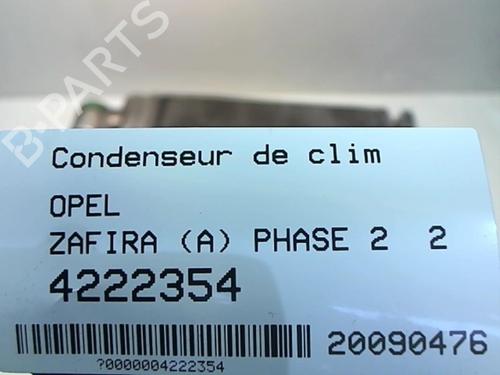 B-PARTS
Condenseur de clim
OPEL
ZAFIRA (A) PHASE 2 2
4222354
20090476
?0000004222354